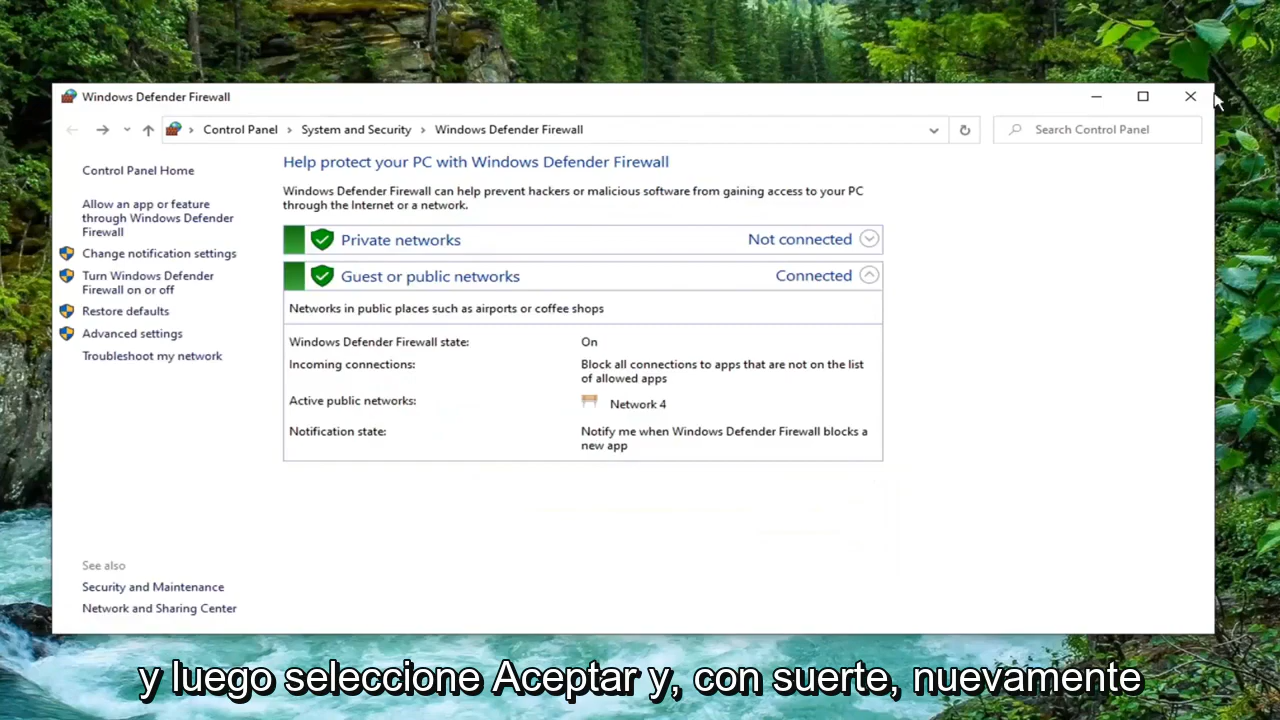 Windows Defender Firewall
Control Panel > System and Security > Windows Defender Firewall
Search Control Panel
Control Panel Home
Allow an app or feature
through Windows Defender
Firewall
Change notification settings
Turn Windows Defender
Firewall on or off
Restore defaults
Advanced settings
Troubleshoot my network
See also
Security and Maintenance
Network and Sharing Center
Help protect your PC with Windows Defender Firewall
Windows Defender Firewall can help prevent hackers or malicious software from gaining access to your PC
through the Internet or a network.
Private networks Not connected
Guest or public networks Connected
Networks in public places such as airports or coffee shops
Windows Defender Firewall state: On
Incoming connections: Block all connections to apps that are not on the list
of allowed apps
Active public networks: Network 4
Notification state: Notify me when Windows Defender Firewall blocks a
new app
y luego seleccione Aceptar y, con suerte, nuevamente